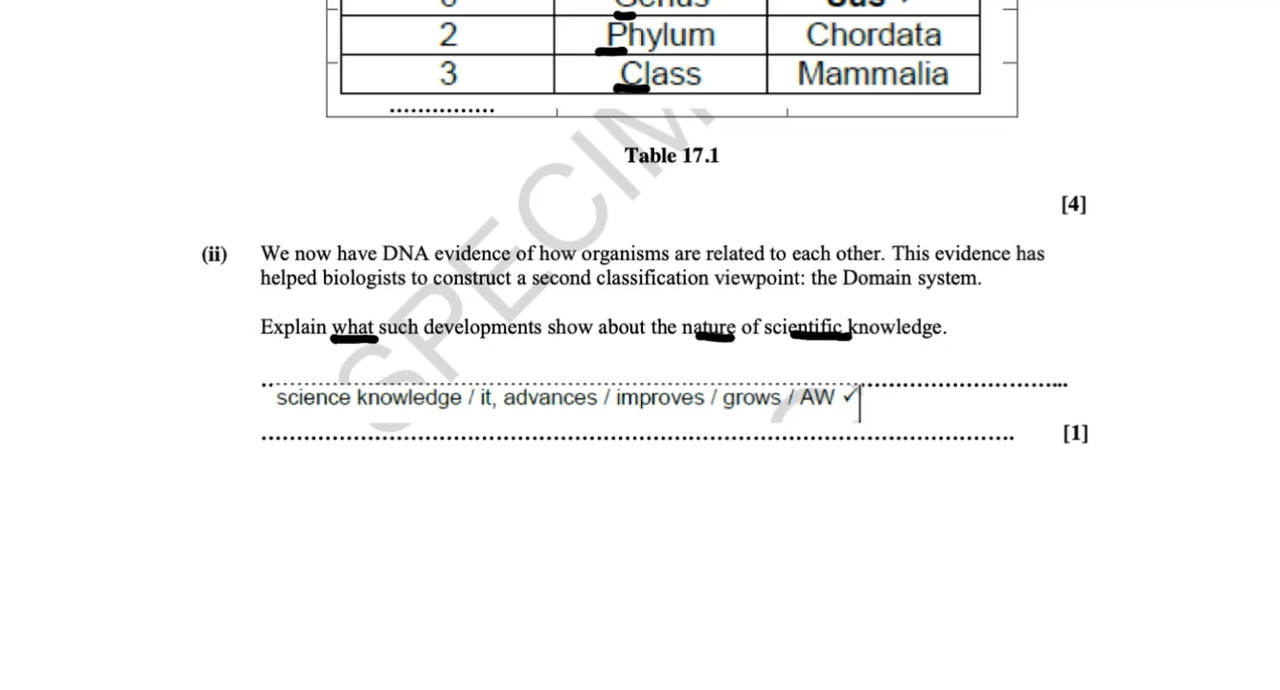 2 Phylum Chordata
3 Class Mammalia
Table 17.1
[4]
(ii) We now have DNA evidence of how organisms are related to each other. This evidence has
helped biologists to construct a second classification viewpoint: the Domain system.
Explain what such developments show about the nature of scientific knowledge.
science knowledge / it, advances / improves / grows / AW ✓
[1]
SPECIM